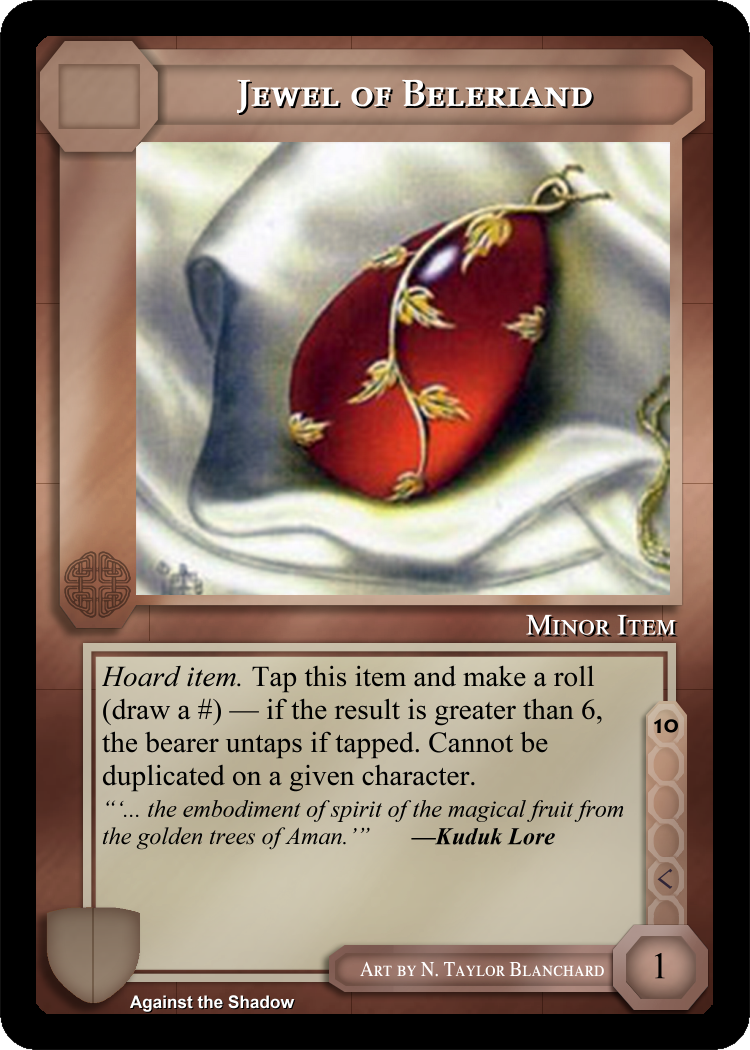 Jewel of Beleriand
Minor Item
Hoard item. Tap this item and make a roll
(draw a #) — if the result is greater than 6,
the bearer untaps if tapped. Cannot be
duplicated on a given character.
“‘... the embodiment of spirit of the magical fruit from
the golden trees of Aman.’” —Kuduk Lore
10
Art by N. Taylor Blanchard
1
Against the Shadow